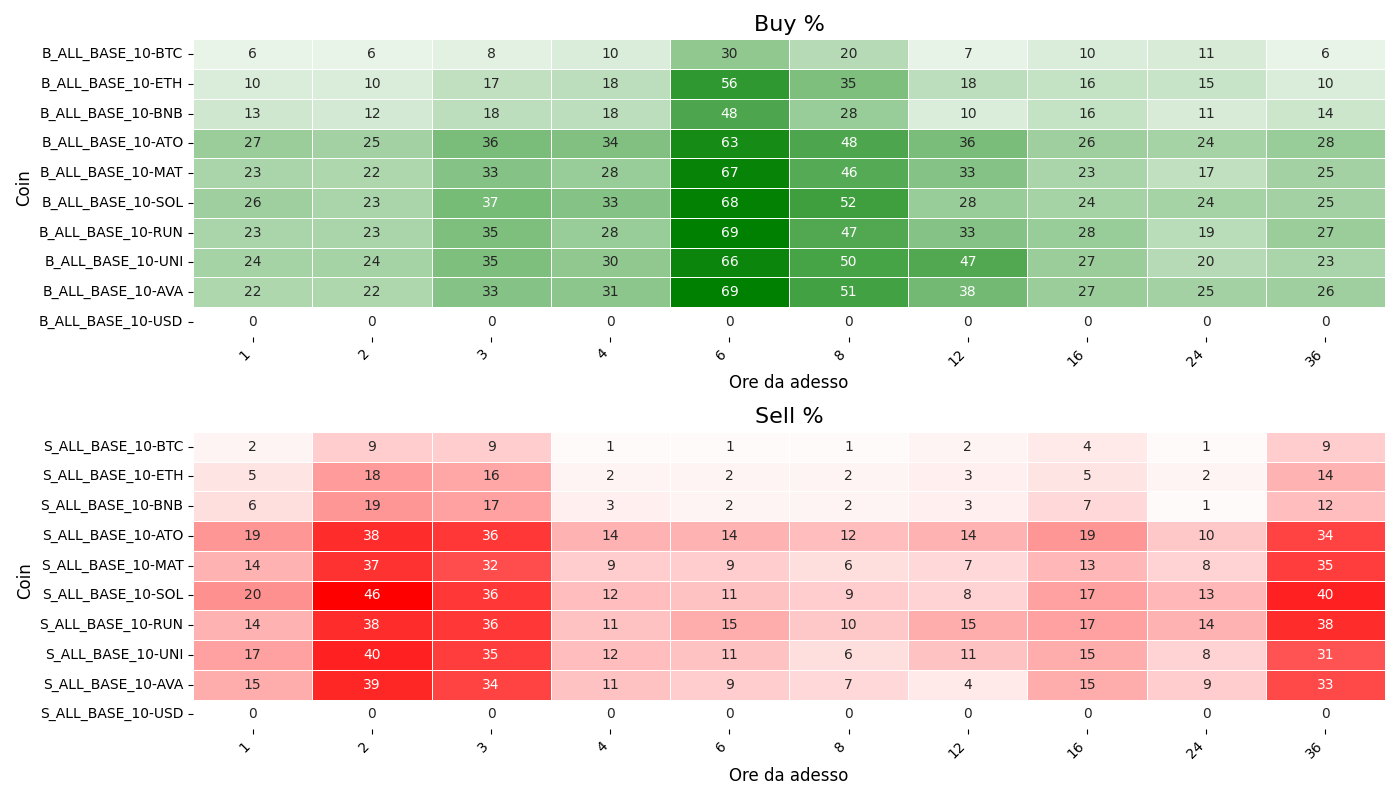 Buy %
Coin
B_ALL_BASE_10-BTC 6 6 8 10 30 20 7 10 11 6
B_ALL_BASE_10-ETH 10 10 17 18 56 35 18 16 15 10
B_ALL_BASE_10-BNB 13 12 18 18 48 28 10 16 11 14
B_ALL_BASE_10-ATO 27 25 36 34 63 48 36 26 24 28
B_ALL_BASE_10-MAT 23 22 33 28 67 46 33 23 17 25
B_ALL_BASE_10-SOL 26 23 37 33 68 52 28 24 24 25
B_ALL_BASE_10-RUN 23 23 35 28 69 47 33 28 19 27
B_ALL_BASE_10-UNI 24 24 35 30 66 50 47 27 20 23
B_ALL_BASE_10-AVA 22 22 33 31 69 51 38 27 25 26
B_ALL_BASE_10-USD 0 0 0 0 0 0 0 0 0 0
1 2 3 4 6 8 12 16 24 36
Ore da adesso
Sell %
Coin
S_ALL_BASE_10-BTC 2 9 9 1 1 1 2 4 1 9
S_ALL_BASE_10-ETH 5 18 16 2 2 2 3 5 2 14
S_ALL_BASE_10-BNB 6 19 17 3 2 2 3 7 1 12
S_ALL_BASE_10-ATO 19 38 36 14 14 12 14 19 10 34
S_ALL_BASE_10-MAT 14 37 32 9 9 6 7 13 8 35
S_ALL_BASE_10-SOL 20 46 36 12 11 9 8 17 13 40
S_ALL_BASE_10-RUN 14 38 36 11 15 10 15 17 14 38
S_ALL_BASE_10-UNI 17 40 35 12 11 6 11 15 8 31
S_ALL_BASE_10-AVA 15 39 34 11 9 7 4 15 9 33
S_ALL_BASE_10-USD 0 0 0 0 0 0 0 0 0 0
1 2 3 4 6 8 12 16 24 36
Ore da adesso